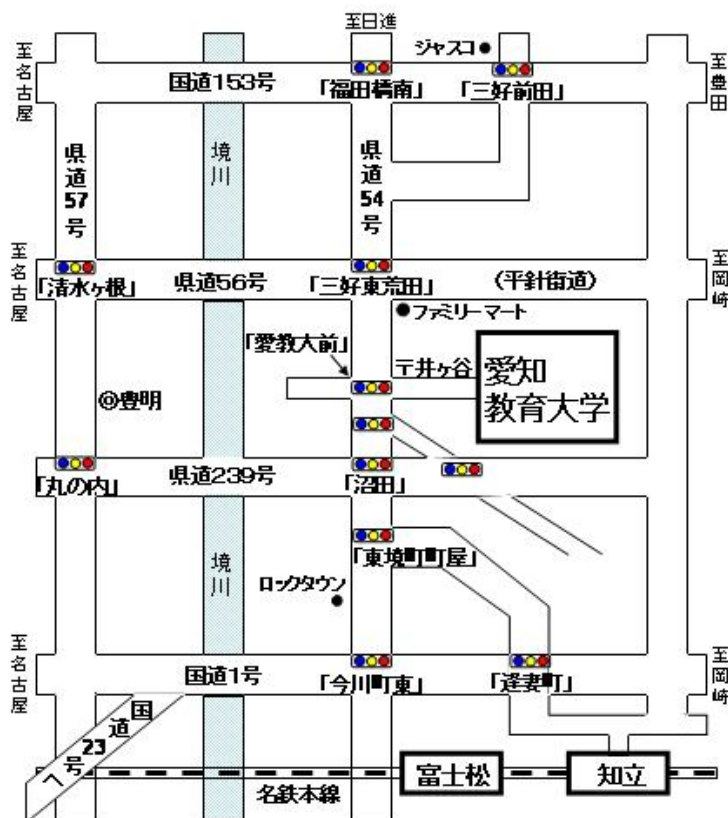 至日進
至名古屋
国道153号
「福田橋南」
ジャスコ
「三好前田」
至豊田
県道57号
境川
県道54号
至名古屋
「清水ヶ根」
県道56号
「三好東荒田」
(平針街道)
至岡崎
ファミリーマート
「愛教大前」
〒井ヶ谷
愛知
教育大学
◎豊明
「丸の内」
県道239号
「沼田」
「東境町町屋」
境川
ロックタウン
至名古屋
国道1号
「今川町東」
「逢妻町」
至岡崎
国道23号へ
名鉄本線
富士松
知立